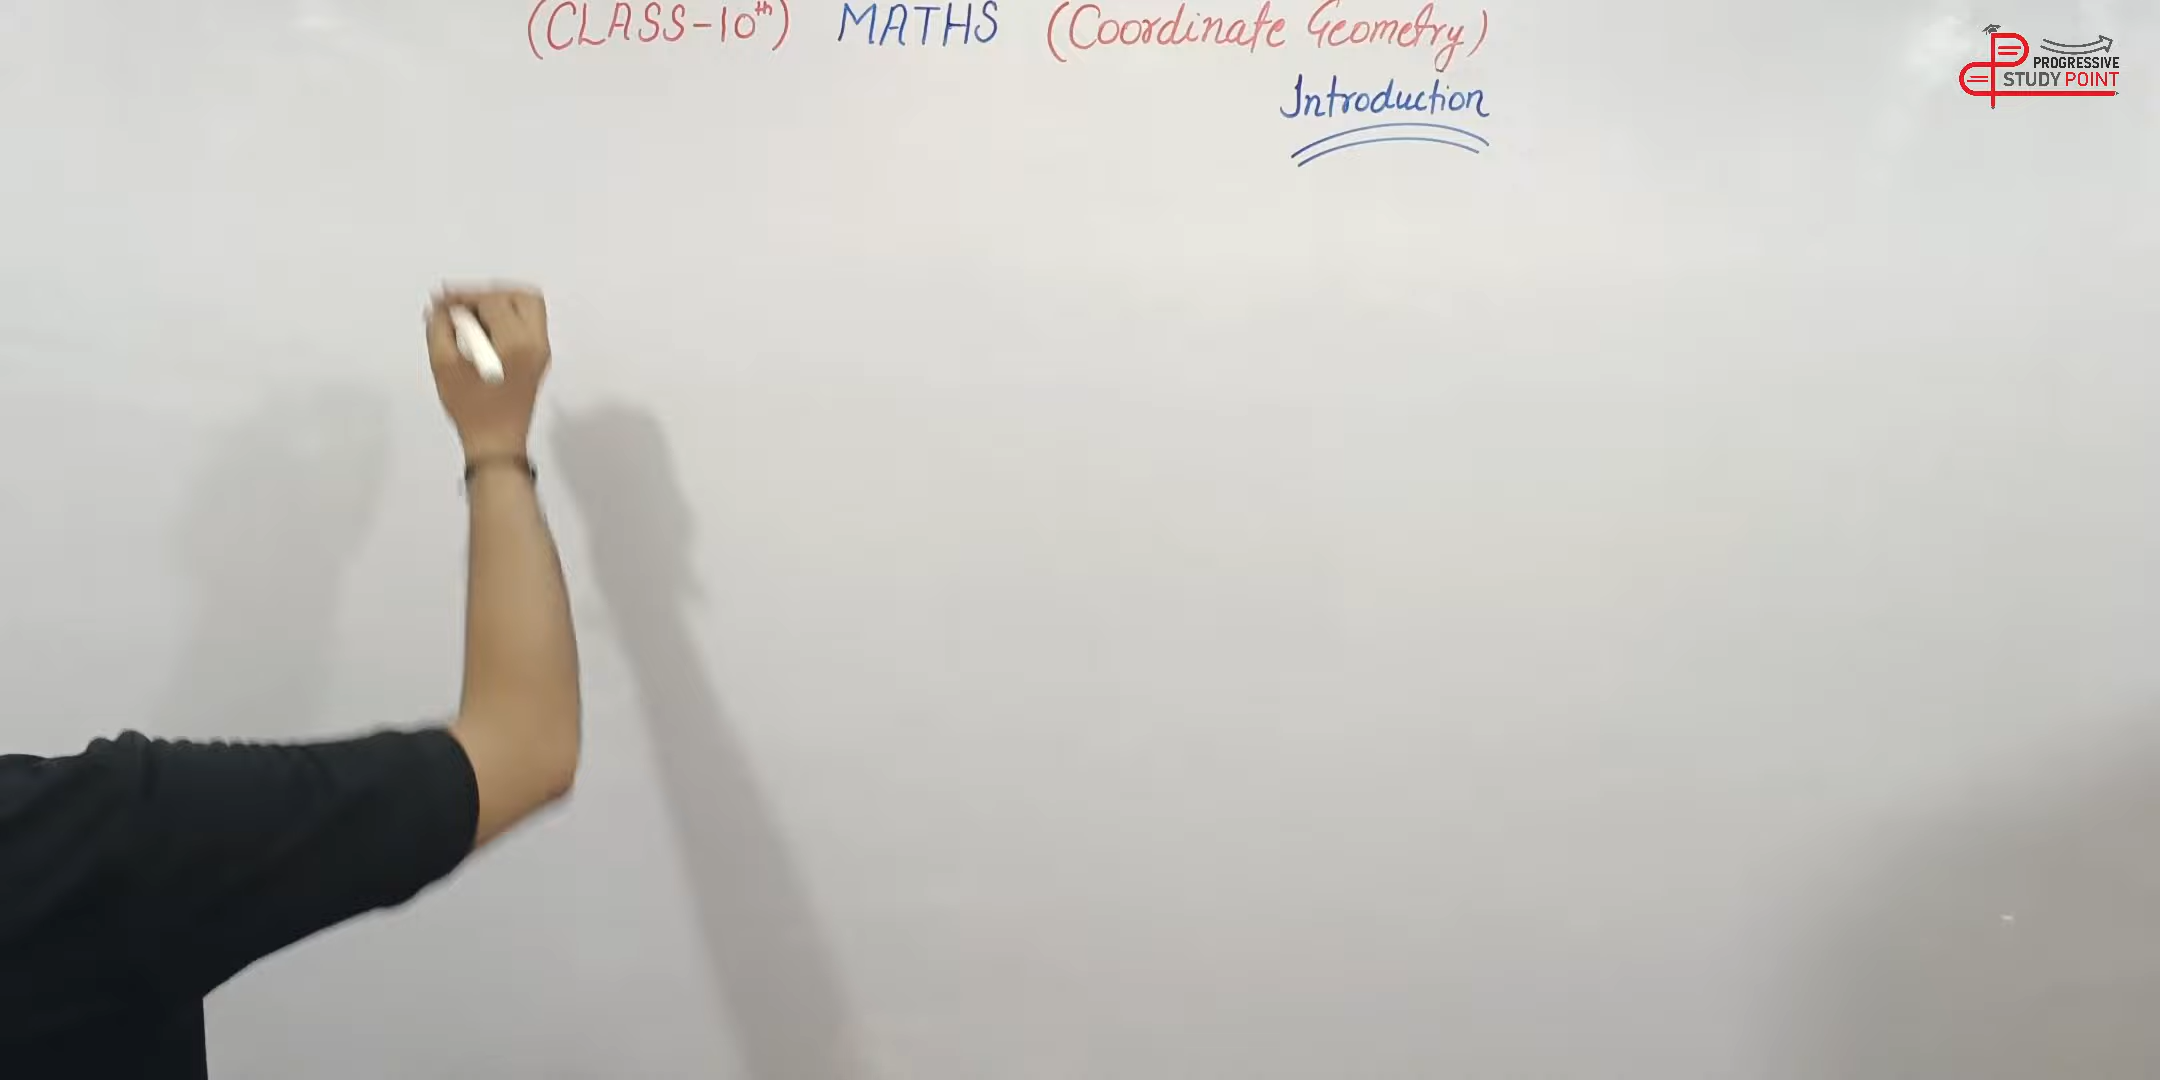 (CLASS-10th) MATHS (Coordinate Geometry)
Introduction
PROGRESSIVE
STUDY POINT